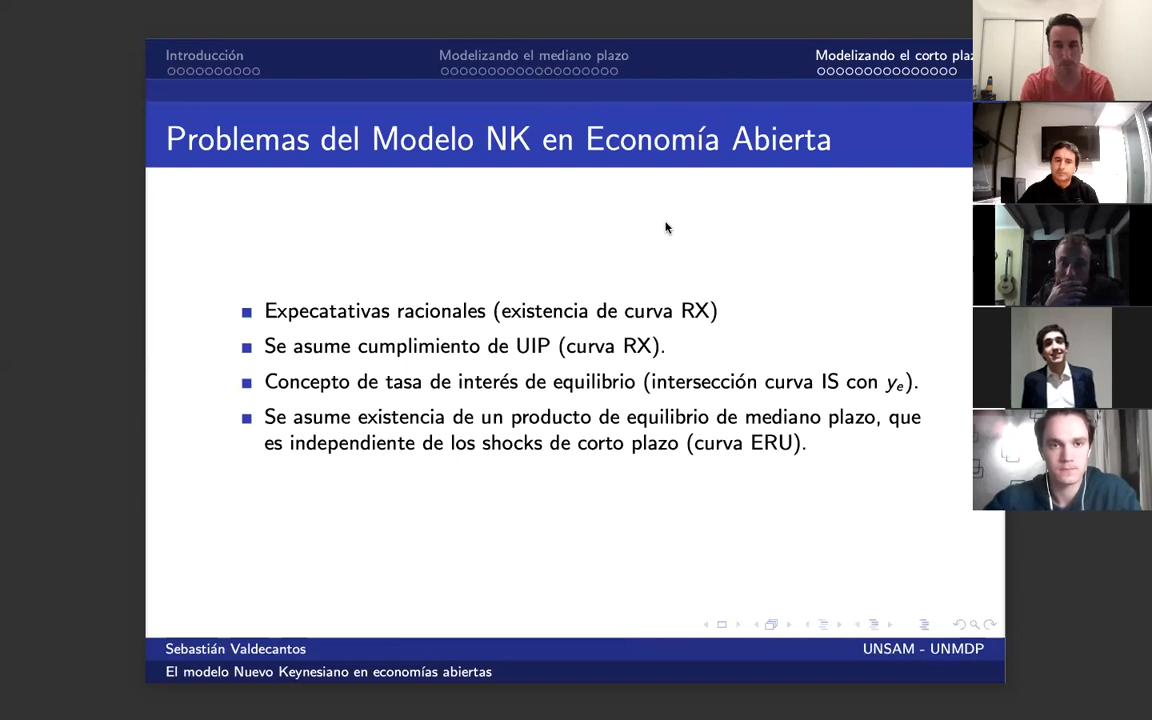 Introducción
Modelizando el mediano plazo
Modelizando el corto plaz
Problemas del Modelo NK en Economía Abierta
Expecatativas racionales (existencia de curva RX)
Se asume cumplimiento de UIP (curva RX).
Concepto de tasa de interés de equilibrio (intersección curva IS con yₑ).
Se asume existencia de un producto de equilibrio de mediano plazo, que
es independiente de los shocks de corto plazo (curva ERU).
Sebastián Valdecantos
UNSAM - UNMDP
El modelo Nuevo Keynesiano en economías abiertas